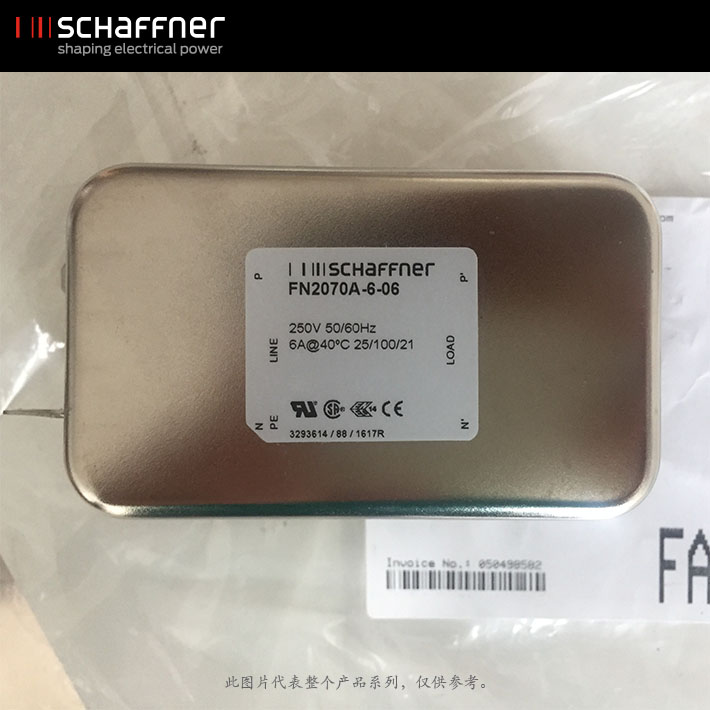 SCHAFFNER
shaping electrical power
SCHAFFNER
FN2070A-6-06
250V 50/60Hz
6A@40ºC 25/100/21
P
P'
LINE
LOAD
PE
N
N'
CE
3293614 / 88 / 1617R
Invoice No.: 050498582
FA
此图片代表整个产品系列，仅供参考。